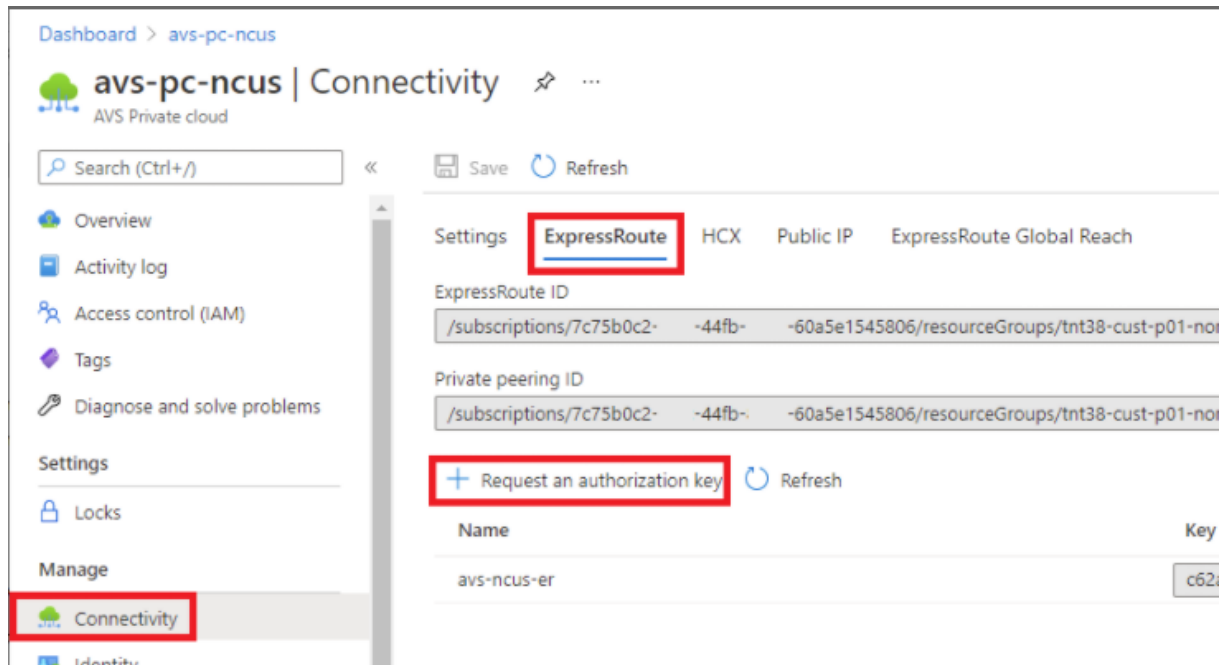 Dashboard > avs-pc-ncus
avs-pc-ncus | Connectivity ...
AVS Private cloud
Search (Ctrl+/) «
Overview
Activity log
Access control (IAM)
Tags
Diagnose and solve problems
Settings
Locks
Manage
Connectivity
Identity
Save Refresh
Settings ExpressRoute HCX Public IP ExpressRoute Global Reach
ExpressRoute ID
/subscriptions/7c75b0c2- -44fb- -60a5e1545806/resourceGroups/tnt38-cust-p01-nor
Private peering ID
/subscriptions/7c75b0c2- -44fb- -60a5e1545806/resourceGroups/tnt38-cust-p01-nor
+ Request an authorization key Refresh
Name Key
avs-ncus-er c62a